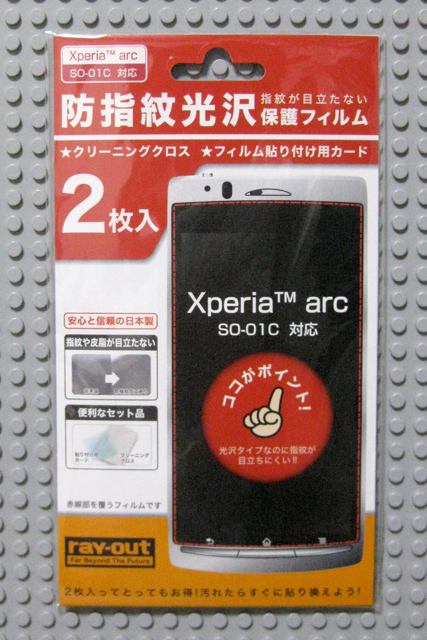 Xperia™ arc
SO-01C 対応
防指紋光沢
指紋が目立たない
保護フィルム
★クリーニングクロス ★フィルム貼り付け用カード
2枚入
Xperia™ arc
SO-01C 対応
安心と信頼の日本製
指紋や皮脂が目立たない
便利なセット品
貼り付け用
カード
クリーニング
クロス
ココがポイント!
光沢タイプなのに指紋が
目立ちにくい!!
赤線部を覆うフィルムです
ray-out
Far Beyond The Future
2枚入ってとってもお得!汚れたらすぐに貼り換えよう!